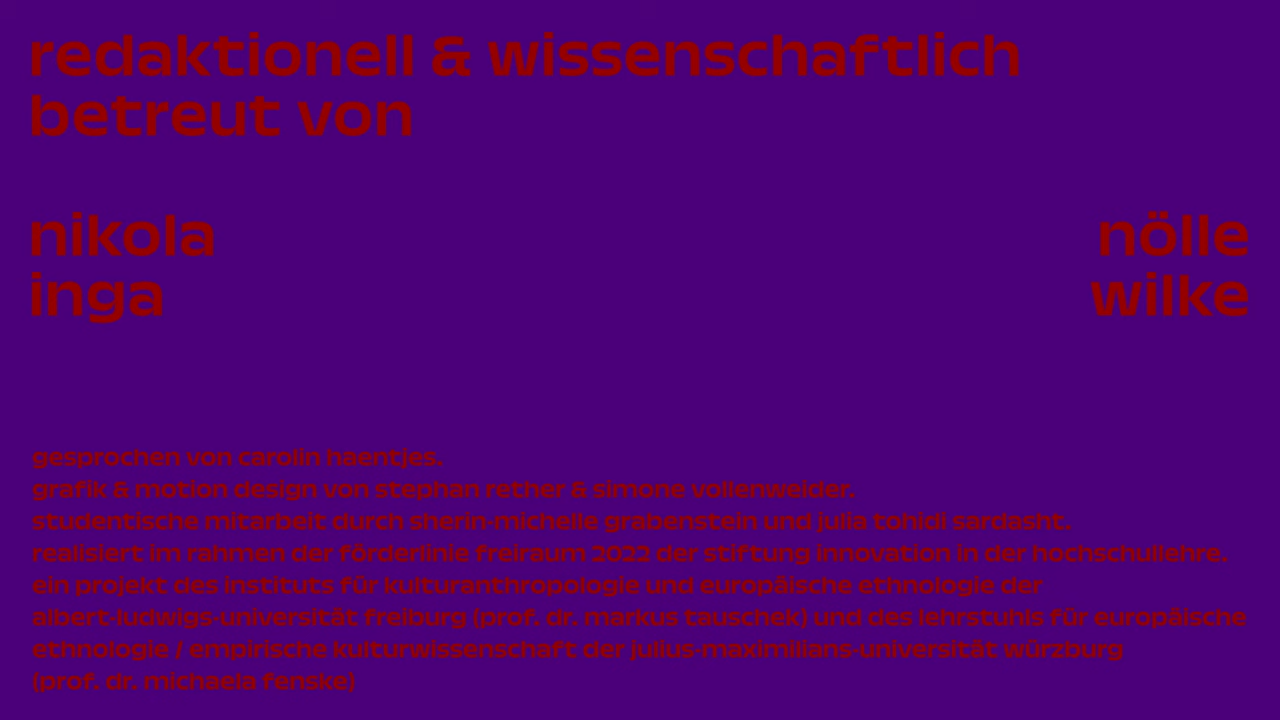 redaktionell & wissenschaftlich
betreut von
nikola nölle
inga wilke
gesprochen von carolin haentjes.
grafik & motion design von stephan rether & simone vollenweider.
studentische mitarbeit durch sherin-michelle grabenstein und julia tohidi sardasht.
realisiert im rahmen der förderlinie freiraum 2022 der stiftung innovation in der hochschullehre.
ein projekt des instituts für kulturanthropologie und europäische ethnologie der
albert-ludwigs-universität freiburg (prof. dr. markus tauschek) und des lehrstuhls für europäische
ethnologie / empirische kulturwissenschaft der julius-maximilians-universität würzburg
(prof. dr. michaela fenske)